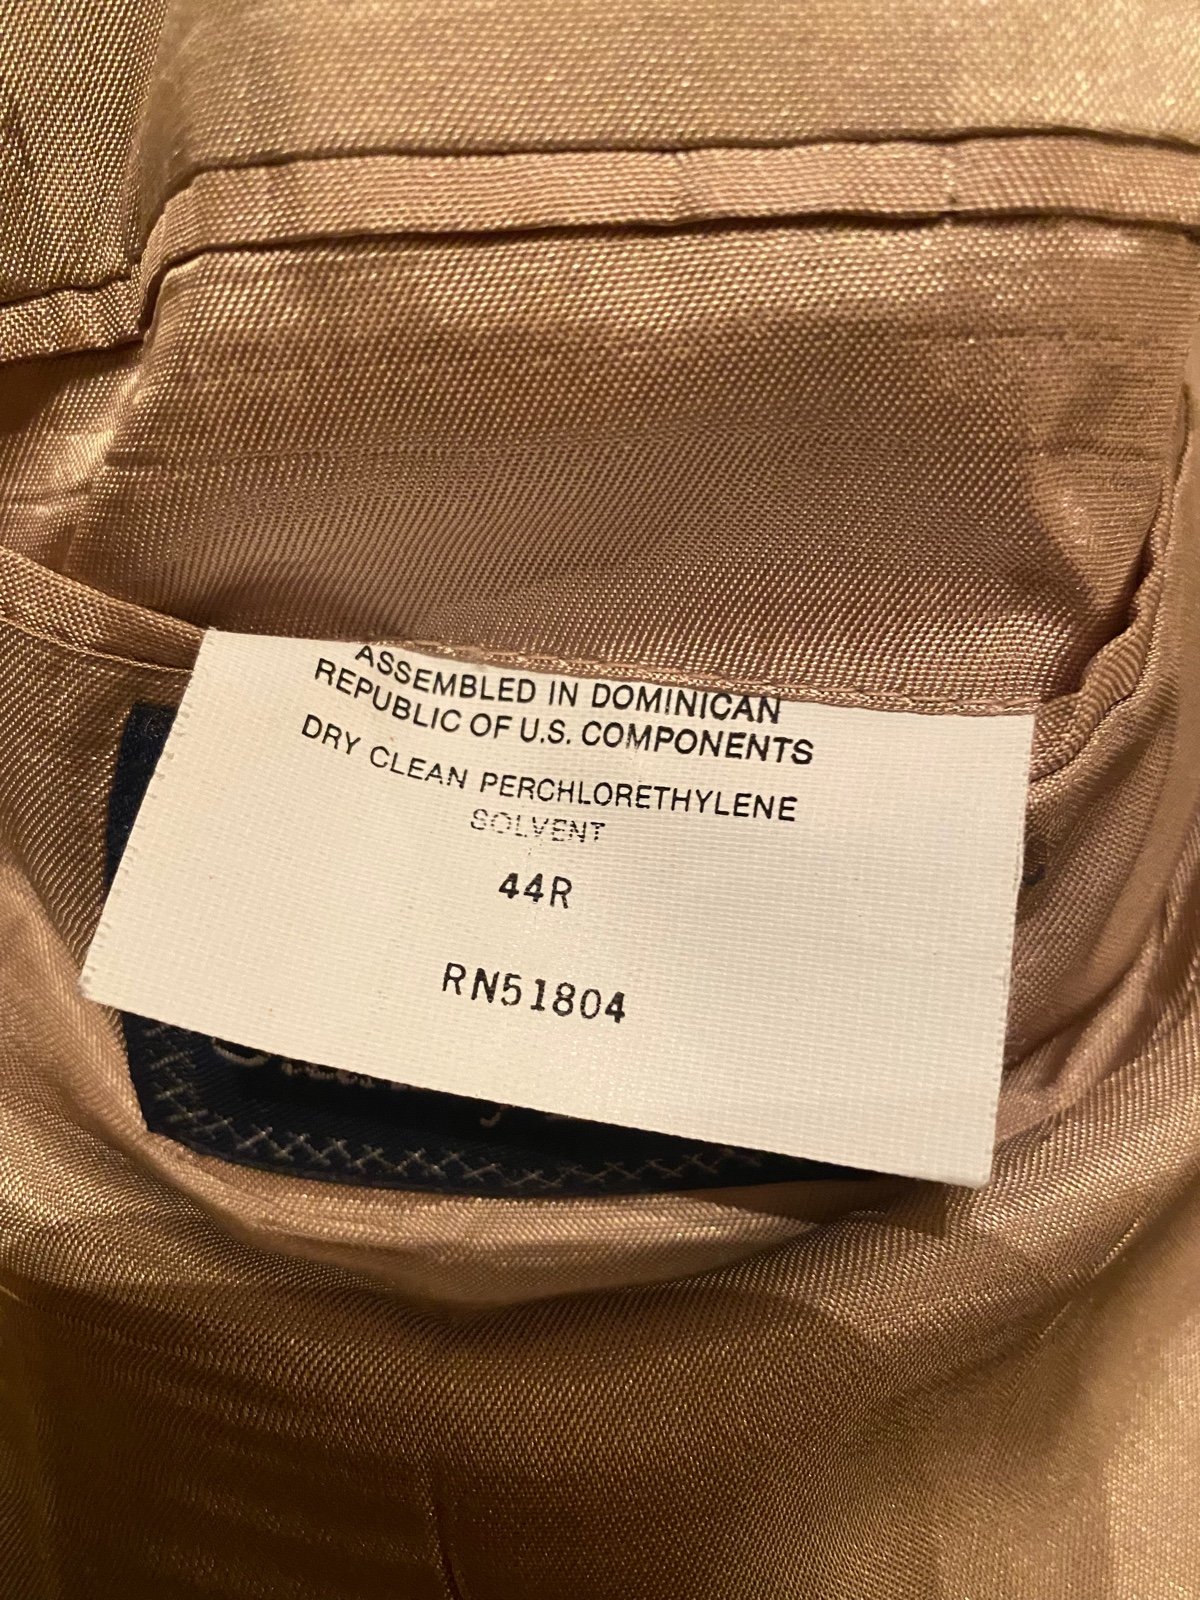 ASSEMBLED IN DOMINICAN
REPUBLIC OF U.S. COMPONENTS
DRY CLEAN PERCHLORETHYLENE
SOLVENT
44R
RN51804